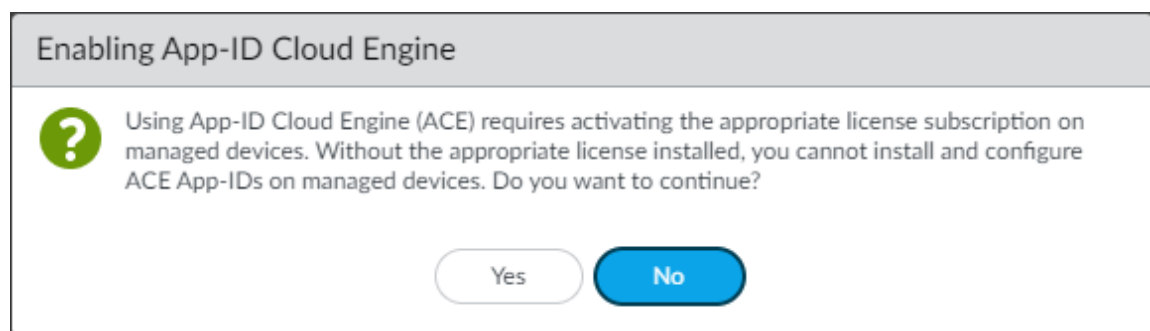 Enabling App-ID Cloud Engine
Using App-ID Cloud Engine (ACE) requires activating the appropriate license subscription on
managed devices. Without the appropriate license installed, you cannot install and configure
ACE App-IDs on managed devices. Do you want to continue?
Yes
No